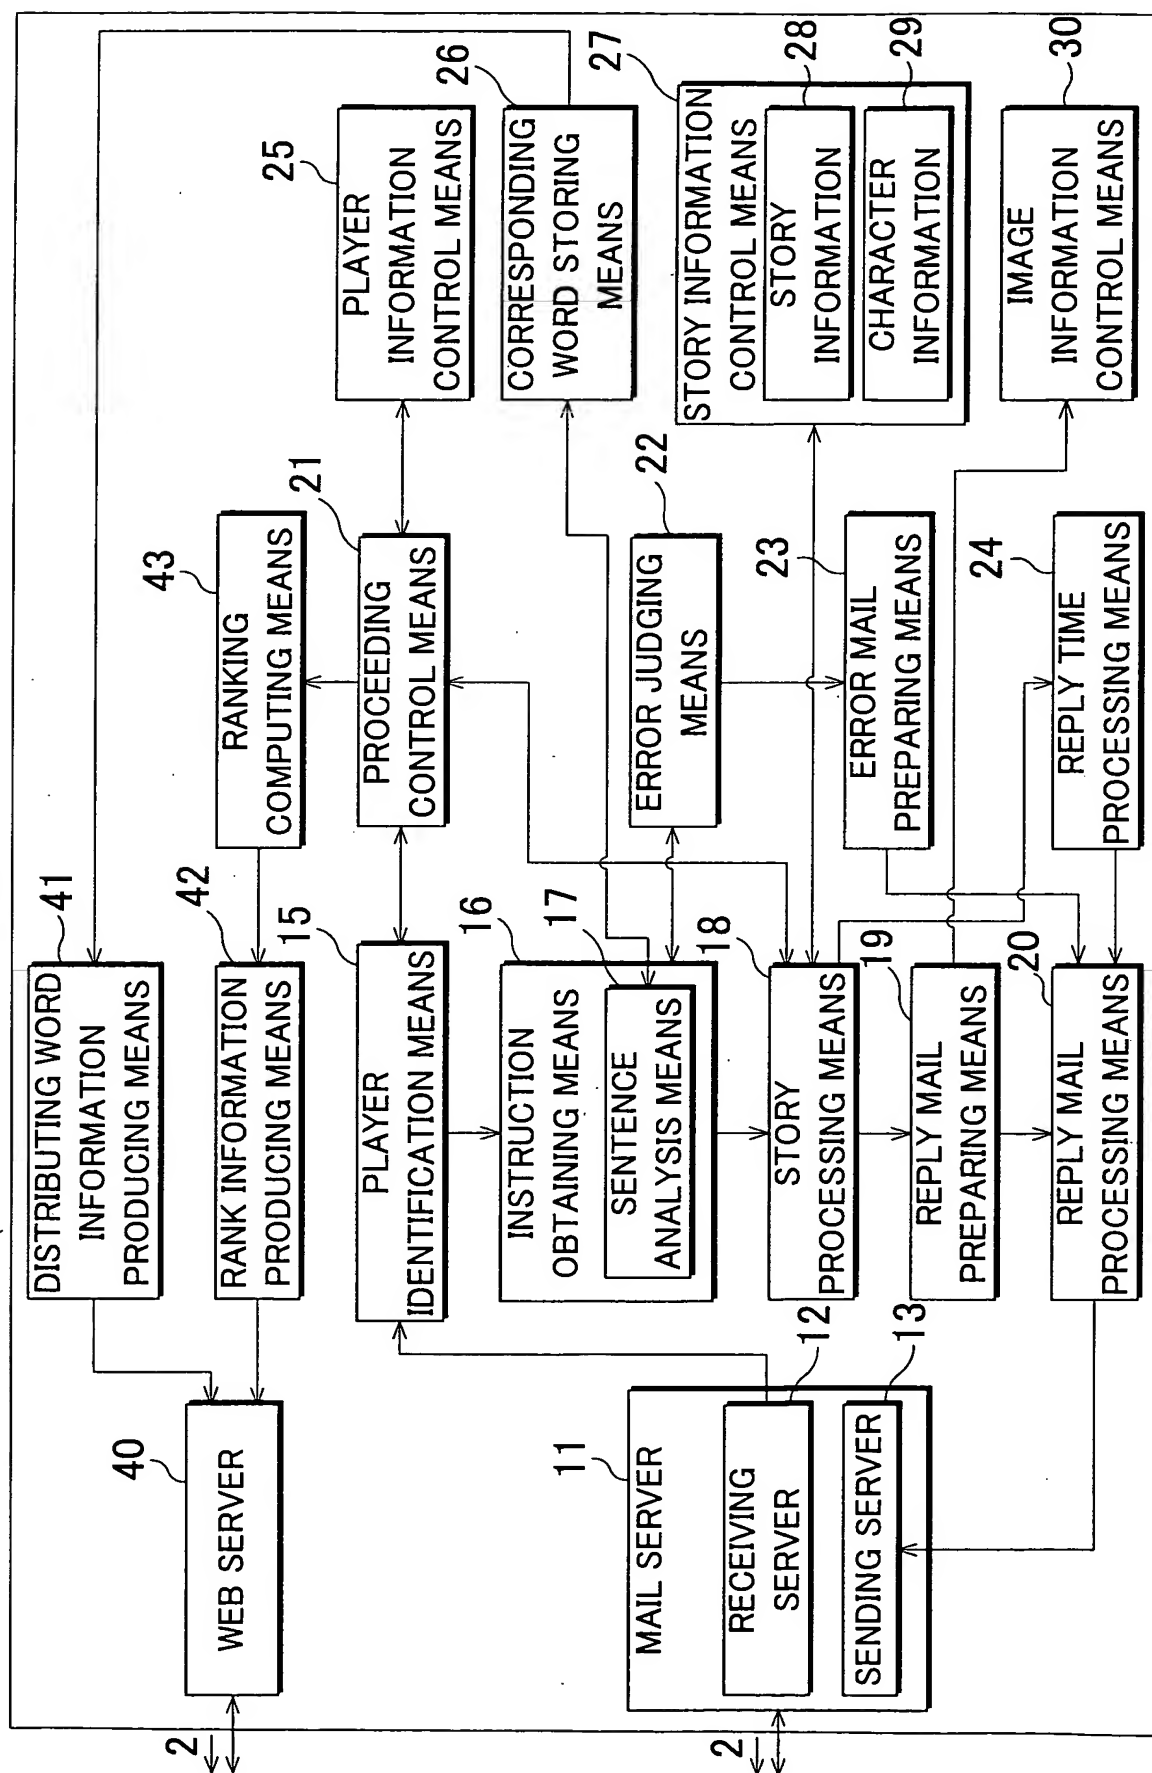 2
WEB SERVER
40
DISTRIBUTING WORD
INFORMATION
PRODUCING MEANS
41
RANK INFORMATION
PRODUCING MEANS
42
RANKING
COMPUTING MEANS
43
PLAYER
IDENTIFICATION MEANS
15
PROCEEDING
CONTROL MEANS
21
PLAYER
INFORMATION
CONTROL MEANS
25
INSTRUCTION
OBTAINING MEANS
16
SENTENCE
ANALYSIS MEANS
17
CORRESPONDING
WORD STORING
MEANS
26
2
MAIL SERVER
11
RECEIVING
SERVER
12
SENDING SERVER
13
ERROR JUDGING
MEANS
22
STORY INFORMATION
CONTROL MEANS
27
STORY
INFORMATION
28
CHARACTER
INFORMATION
29
STORY
PROCESSING MEANS
18
ERROR MAIL
PREPARING MEANS
23
REPLY MAIL
PREPARING MEANS
19
REPLY MAIL
PROCESSING MEANS
20
REPLY TIME
PROCESSING MEANS
24
IMAGE
INFORMATION
CONTROL MEANS
30